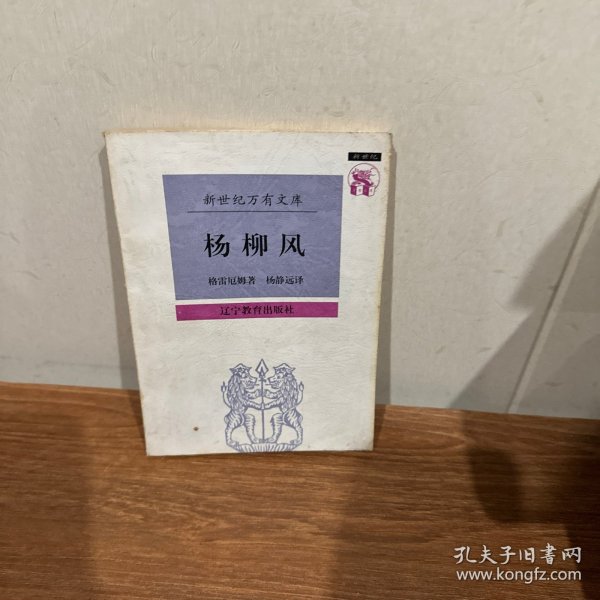 新世纪
新世纪万有文库
杨柳风
格雷厄姆著 杨静远译
辽宁教育出版社
孔夫子旧书网
www.kongfz.com